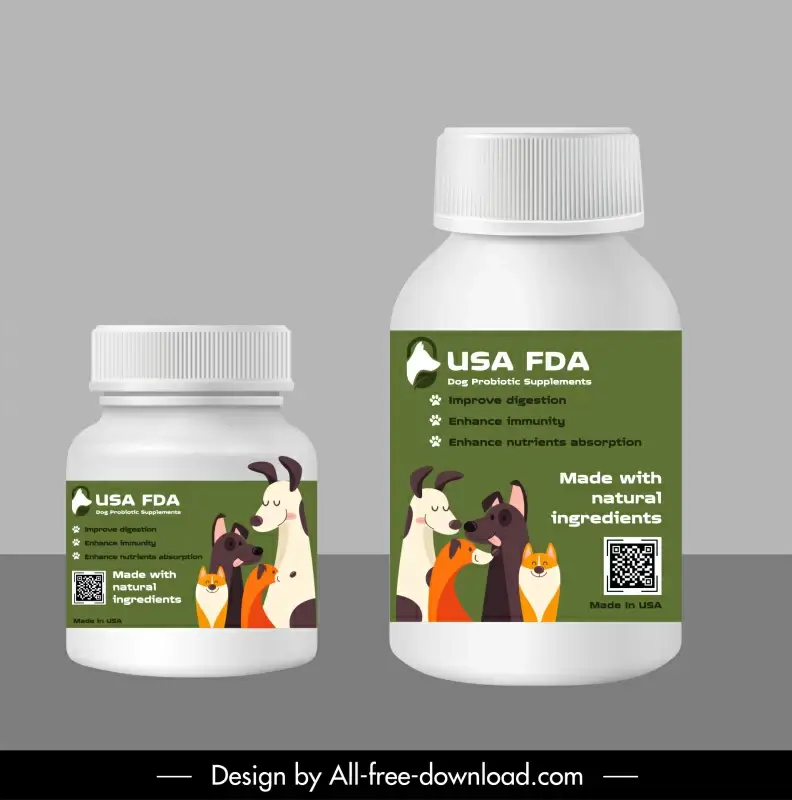 USA FDA
Dog Probiotic Supplements
Improve digestion
Enhance immunity
Enhance nutrients absorption
Made with
natural
ingredients
Made in USA
USA FDA
Dog Probiotic Supplements
Improve digestion
Enhance immunity
Enhance nutrients absorption
Made with
natural
ingredients
Made in USA
Design by All-free-download.com